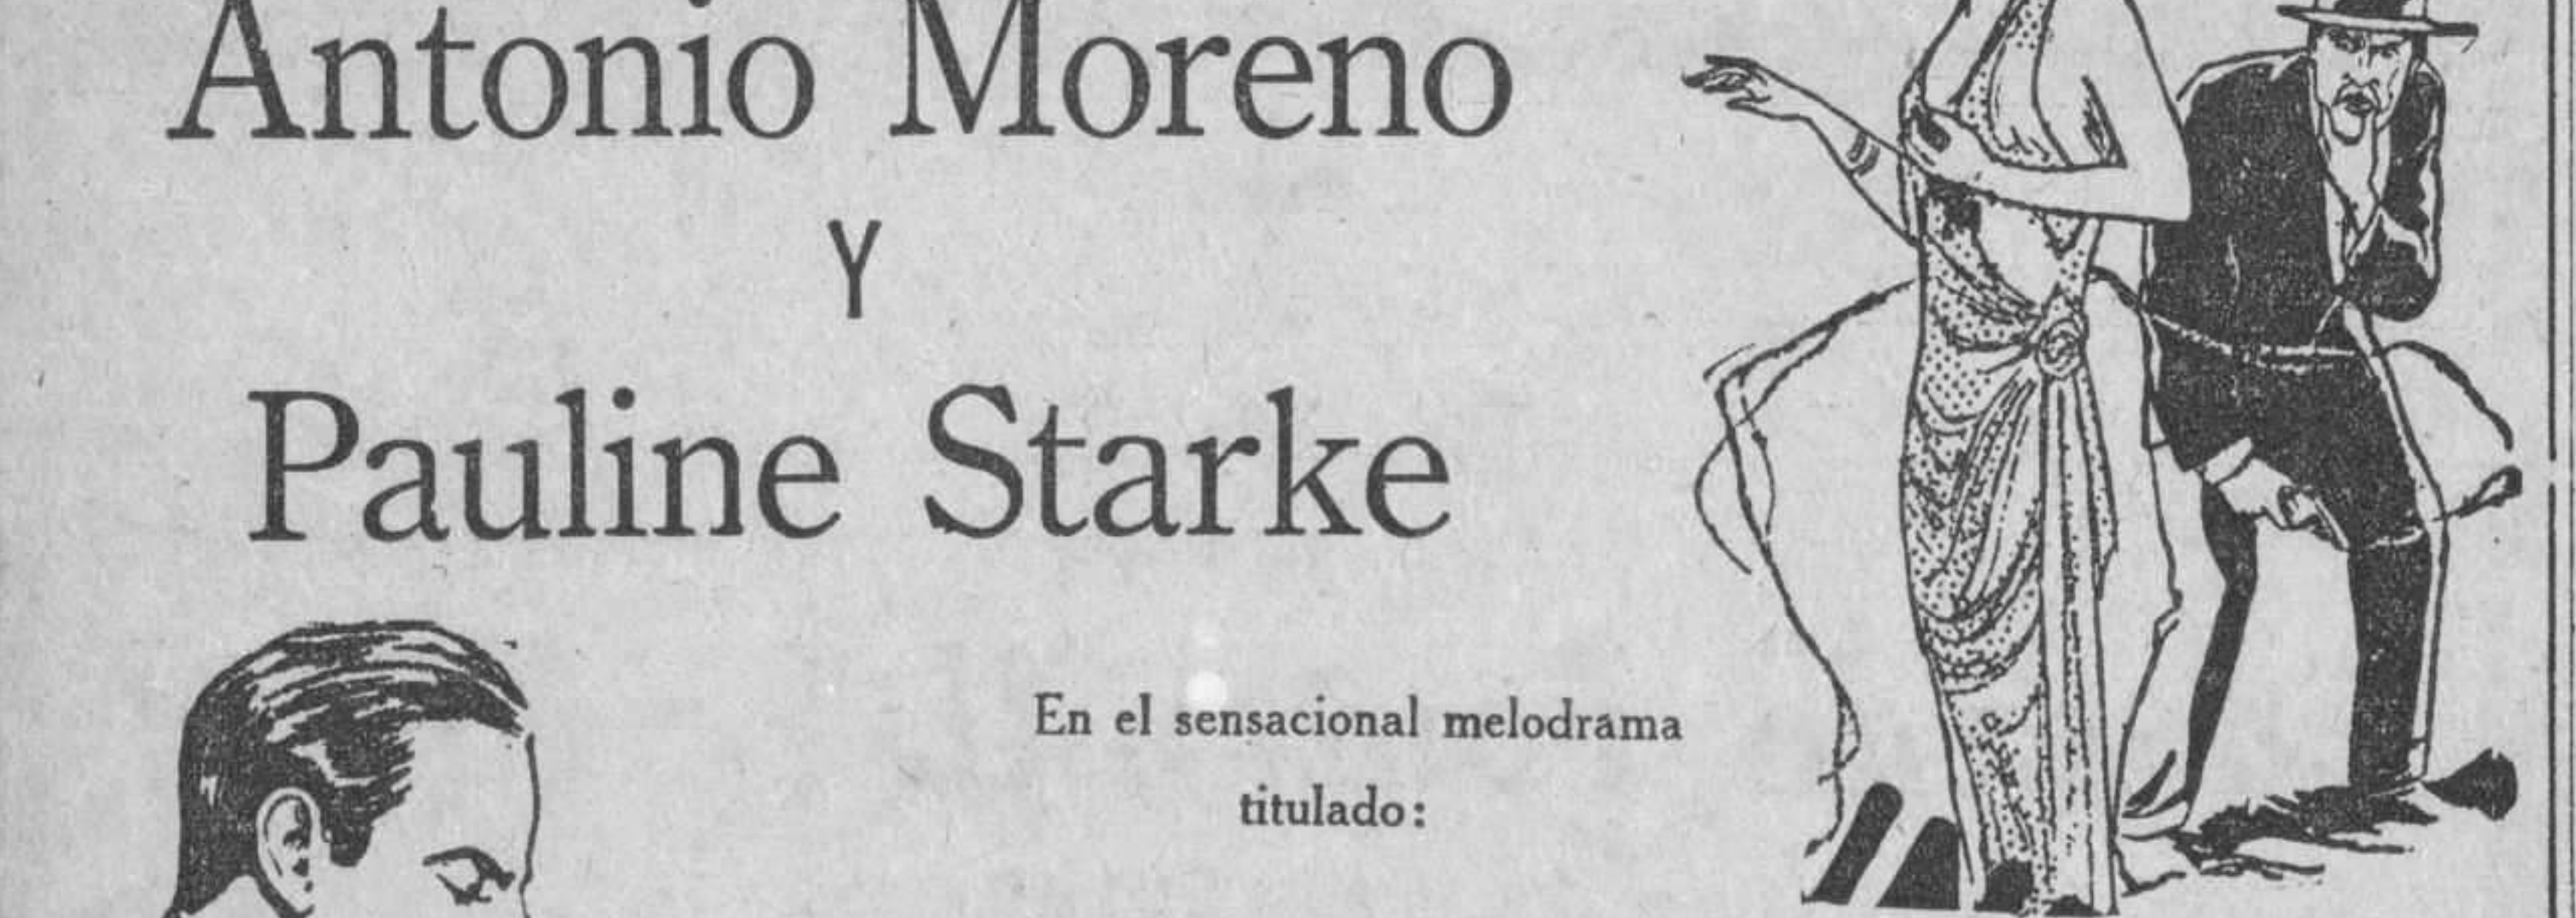 Antonio Moreno
Y
Pauline Starke
En el sensacional melodrama
titulado: